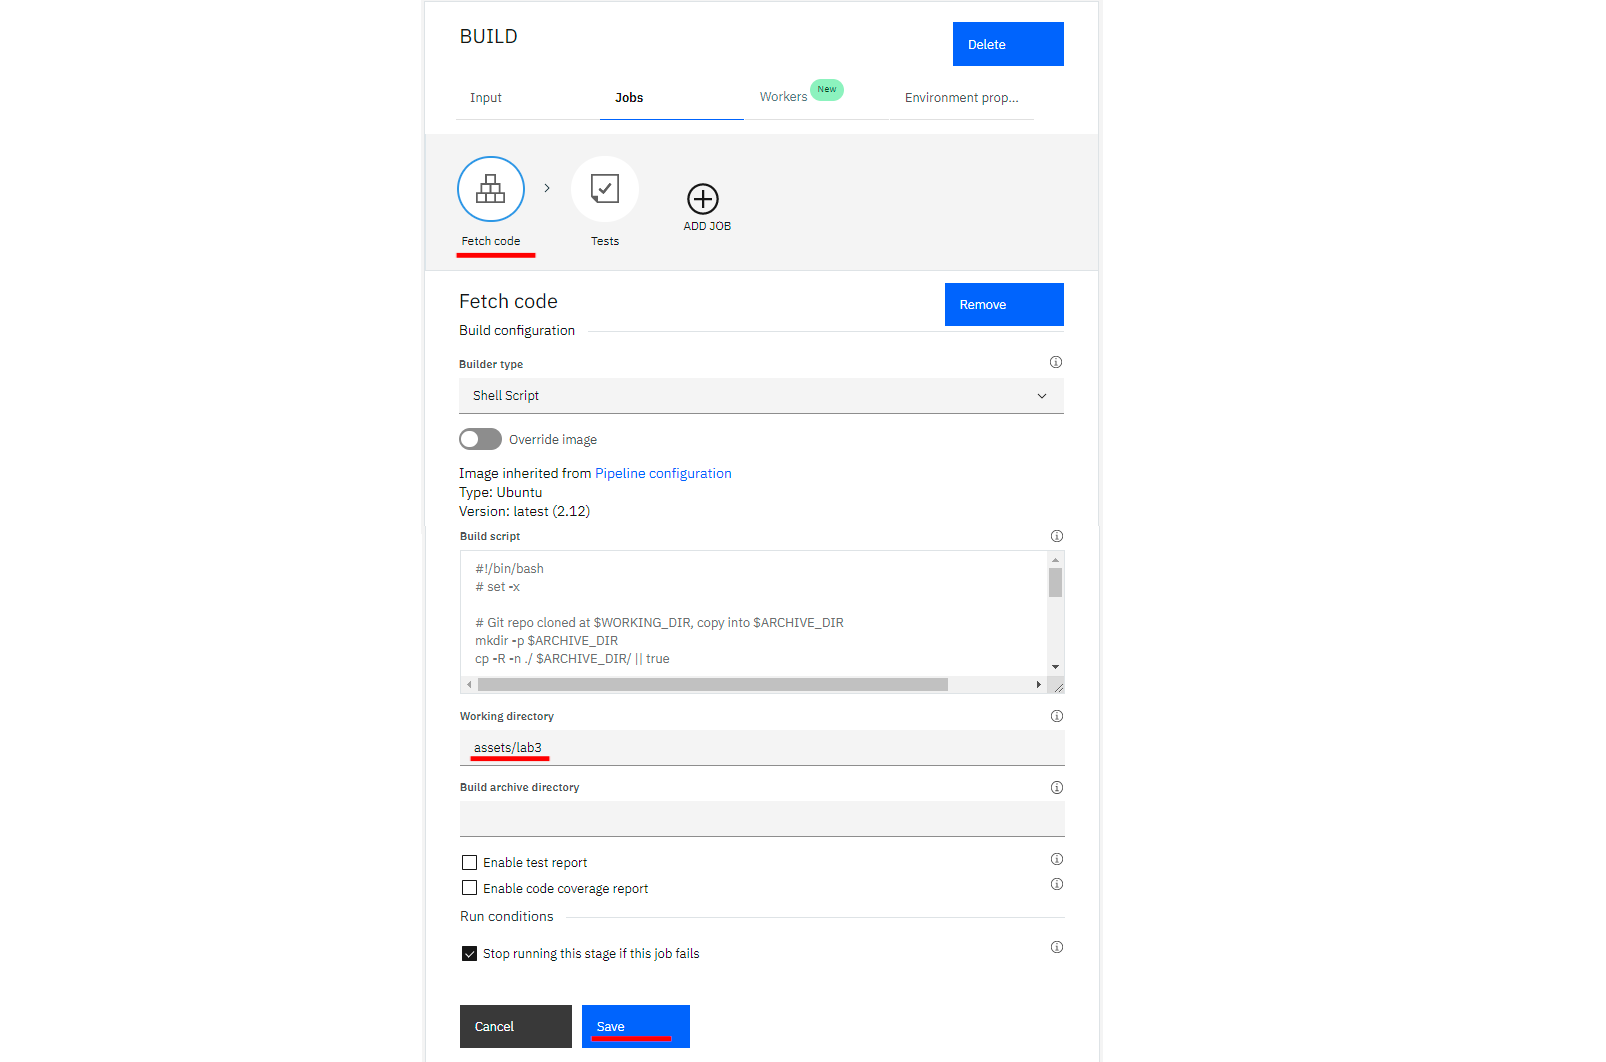 BUILD
Delete
Input
Jobs
Workers
New
Environment prop...
Fetch code
Tests
ADD JOB
Fetch code
Remove
Build configuration
Builder type
Shell Script
Override image
Image inherited from Pipeline configuration
Type: Ubuntu
Version: latest (2.12)
Build script
#!/bin/bash
# set -x
# Git repo cloned at $WORKING_DIR, copy into $ARCHIVE_DIR
mkdir -p $ARCHIVE_DIR
cp -R -n ./ $ARCHIVE_DIR/ || true
Working directory
assets/lab3
Build archive directory
Enable test report
Enable code coverage report
Run conditions
Stop running this stage if this job fails
Cancel
Save